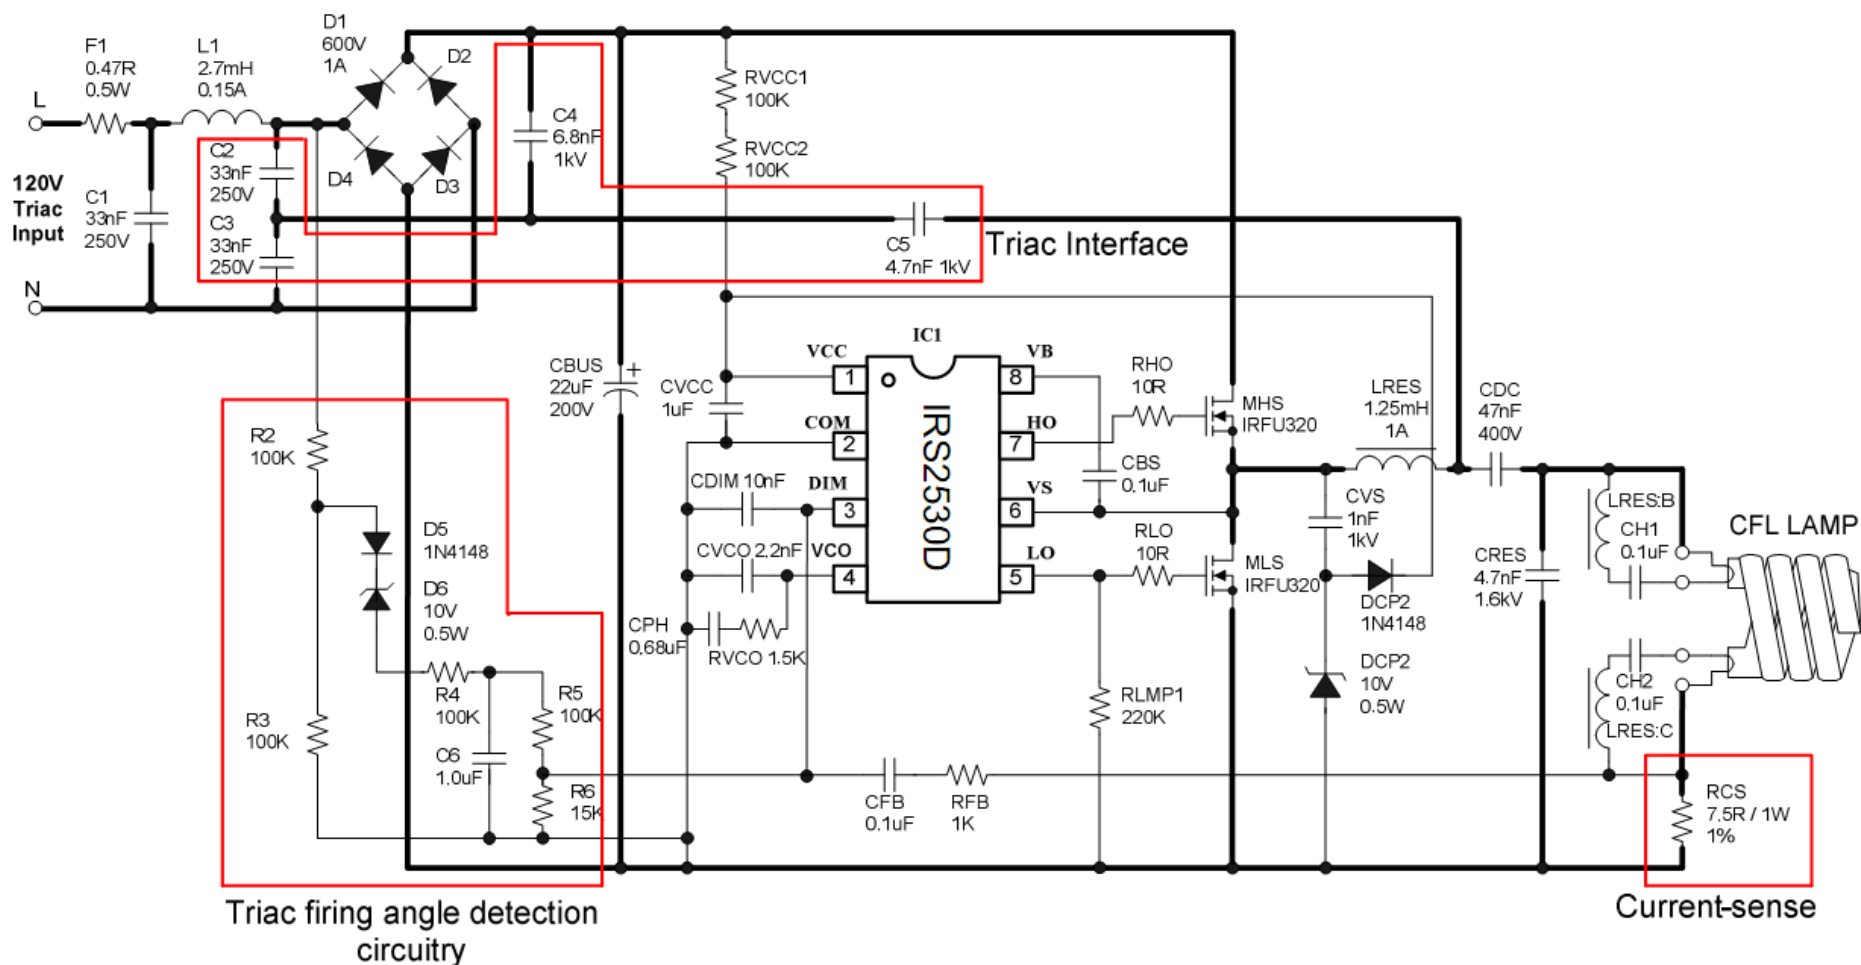 F1
0.47R
0.5W
L1
2.7mH
0.15A
D1
600V
1A
D2
D4
D3
L
N
120V
Triac
Input
C1
33nF
250V
C2
33nF
250V
C3
33nF
250V
C4
6.8nF
1kV
RVCC1
100K
RVCC2
100K
C5
4.7nF 1kV
Triac Interface
CBUS
22uF
200V
+
CVCC
1uF
IC1
IRS2530D
VCC
1
COM
2
DIM
3
VCO
4
VB
8
HO
7
VS
6
LO
5
RHO
10R
MHS
IRFU320
CBS
0.1uF
RLO
10R
MLS
IRFU320
LRES
1.25mH
1A
CDC
47nF
400V
CVS
1nF
1kV
DCP2
1N4148
DCP2
10V
0.5W
CRES
4.7nF
1.6kV
LRES:B
CH1
0.1uF
CFL LAMP
CH2
0.1uF
LRES:C
R2
100K
D5
1N4148
D6
10V
0.5W
R3
100K
R4
100K
C6
1.0uF
R5
100K
R6
15K
CDIM 10nF
CVCO 2.2nF
CPH
0.68uF
RVCO 1.5K
RLMP1
220K
CFB
0.1uF
RFB
1K
RCS
7.5R / 1W
1%
Triac firing angle detection
circuitry
Current-sense